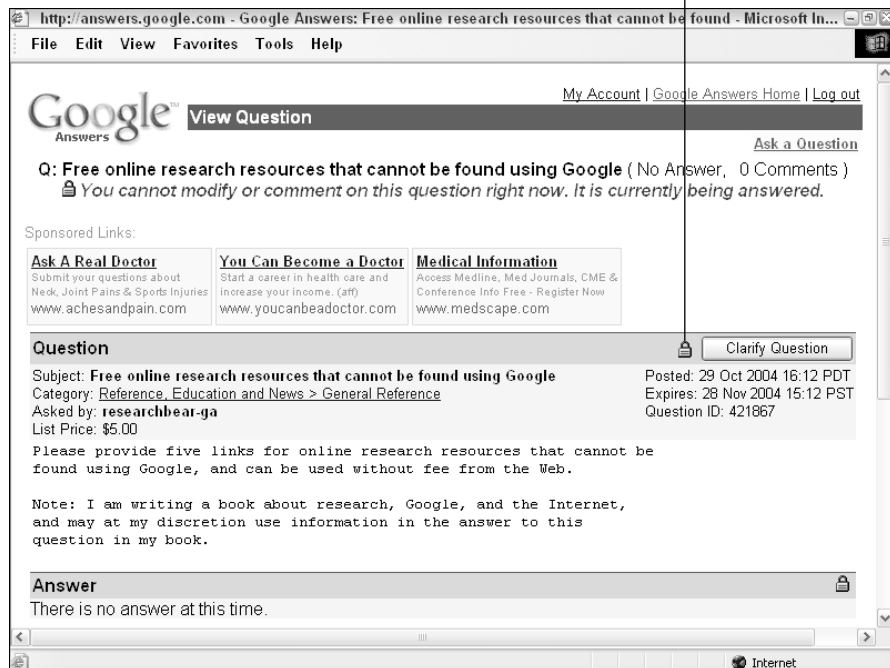 http://answers.google.com - Google Answers: Free online research resources that cannot be found - Microsoft In...
File Edit View Favorites Tools Help
My Account | Google Answers Home | Log out
Google™
Answers
View Question
Ask a Question
Q: Free online research resources that cannot be found using Google ( No Answer, 0 Comments )
You cannot modify or comment on this question right now. It is currently being answered.
Sponsored Links:
Ask A Real Doctor
Submit your questions about
Neck, Joint Pains & Sports Injuries
www.achesandpain.com
You Can Become a Doctor
Start a career in health care and
increase your income. (aff)
www.youcanbeadoctor.com
Medical Information
Access Medline, Med Journals, CME &
Conference Info Free - Register Now
www.medscape.com
Question
Clarify Question
Subject: Free online research resources that cannot be found using Google
Category: Reference, Education and News > General Reference
Asked by: researchbear-ga
List Price: $5.00
Posted: 29 Oct 2004 16:12 PDT
Expires: 28 Nov 2004 15:12 PST
Question ID: 421867
Please provide five links for online research resources that cannot be
found using Google, and can be used without fee from the Web.
Note: I am writing a book about research, Google, and the Internet,
and may at my discretion use information in the answer to this
question in my book.
Answer
There is no answer at this time.
Internet